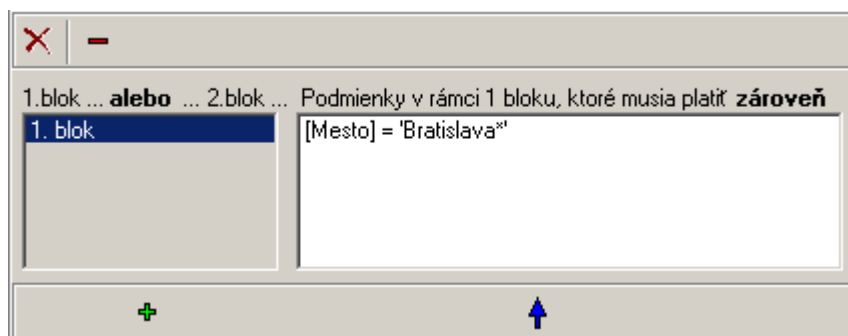 1.blok ... alebo ... 2.blok ... Podmienky v rámci 1 bloku, ktoré musia platiť zároveň
1. blok
[Mesto] = 'Bratislava*'